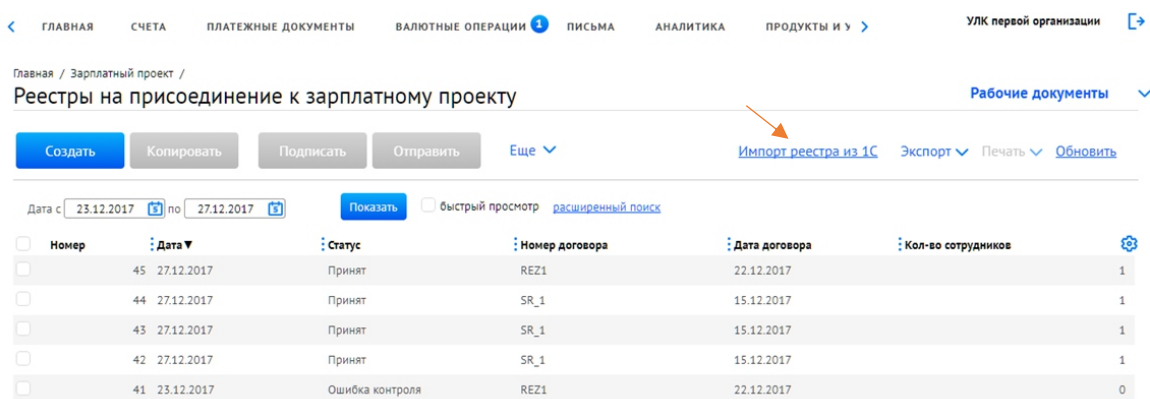 ГЛАВНАЯ СЧЕТА ПЛАТЕЖНЫЕ ДОКУМЕНТЫ ВАЛЮТНЫЕ ОПЕРАЦИИ 1 ПИСЬМА АНАЛИТИКА ПРОДУКТЫ И У УЛК первой организации
Главная / Зарплатный проект /
Реестры на присоединение к зарплатному проекту Рабочие документы
Создать Копировать Подписать Отправить Еще Импорт реестра из 1С Экспорт Печать Обновить
Дата с 23.12.2017 5 по 27.12.2017 5 Показать быстрый просмотр расширенный поиск
Номер Дата ▼ Статус Номер договора Дата договора Кол-во сотрудников
45 27.12.2017 Принят REZ1 22.12.2017 1
44 27.12.2017 Принят SR_1 15.12.2017 1
43 27.12.2017 Принят SR_1 15.12.2017 1
42 27.12.2017 Принят SR_1 15.12.2017 1
41 23.12.2017 Ошибка контроля REZ1 22.12.2017 0